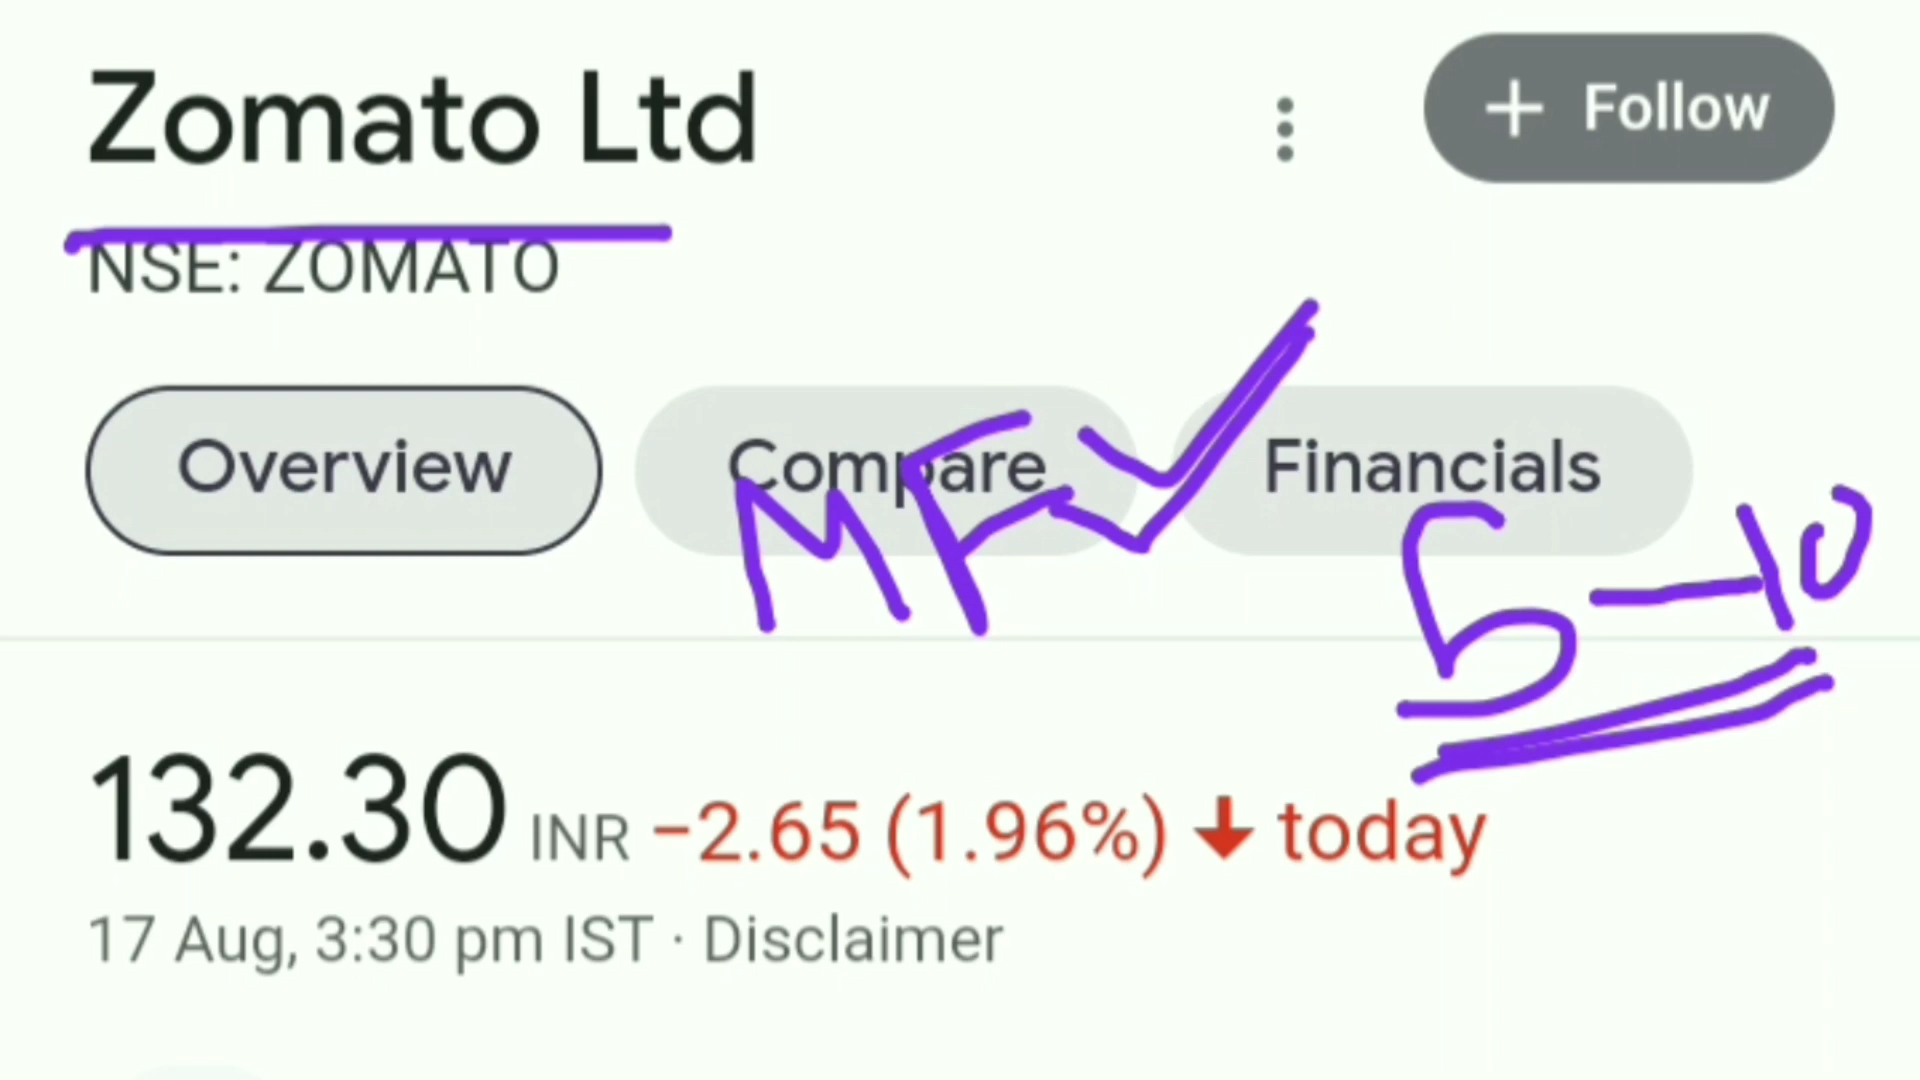 Zomato Ltd
+ Follow
NSE: ZOMATO
Overview
Compare
Financials
MF
5-10
132.30 INR −2.65 (1.96%) ↓ today
17 Aug, 3:30 pm IST · Disclaimer